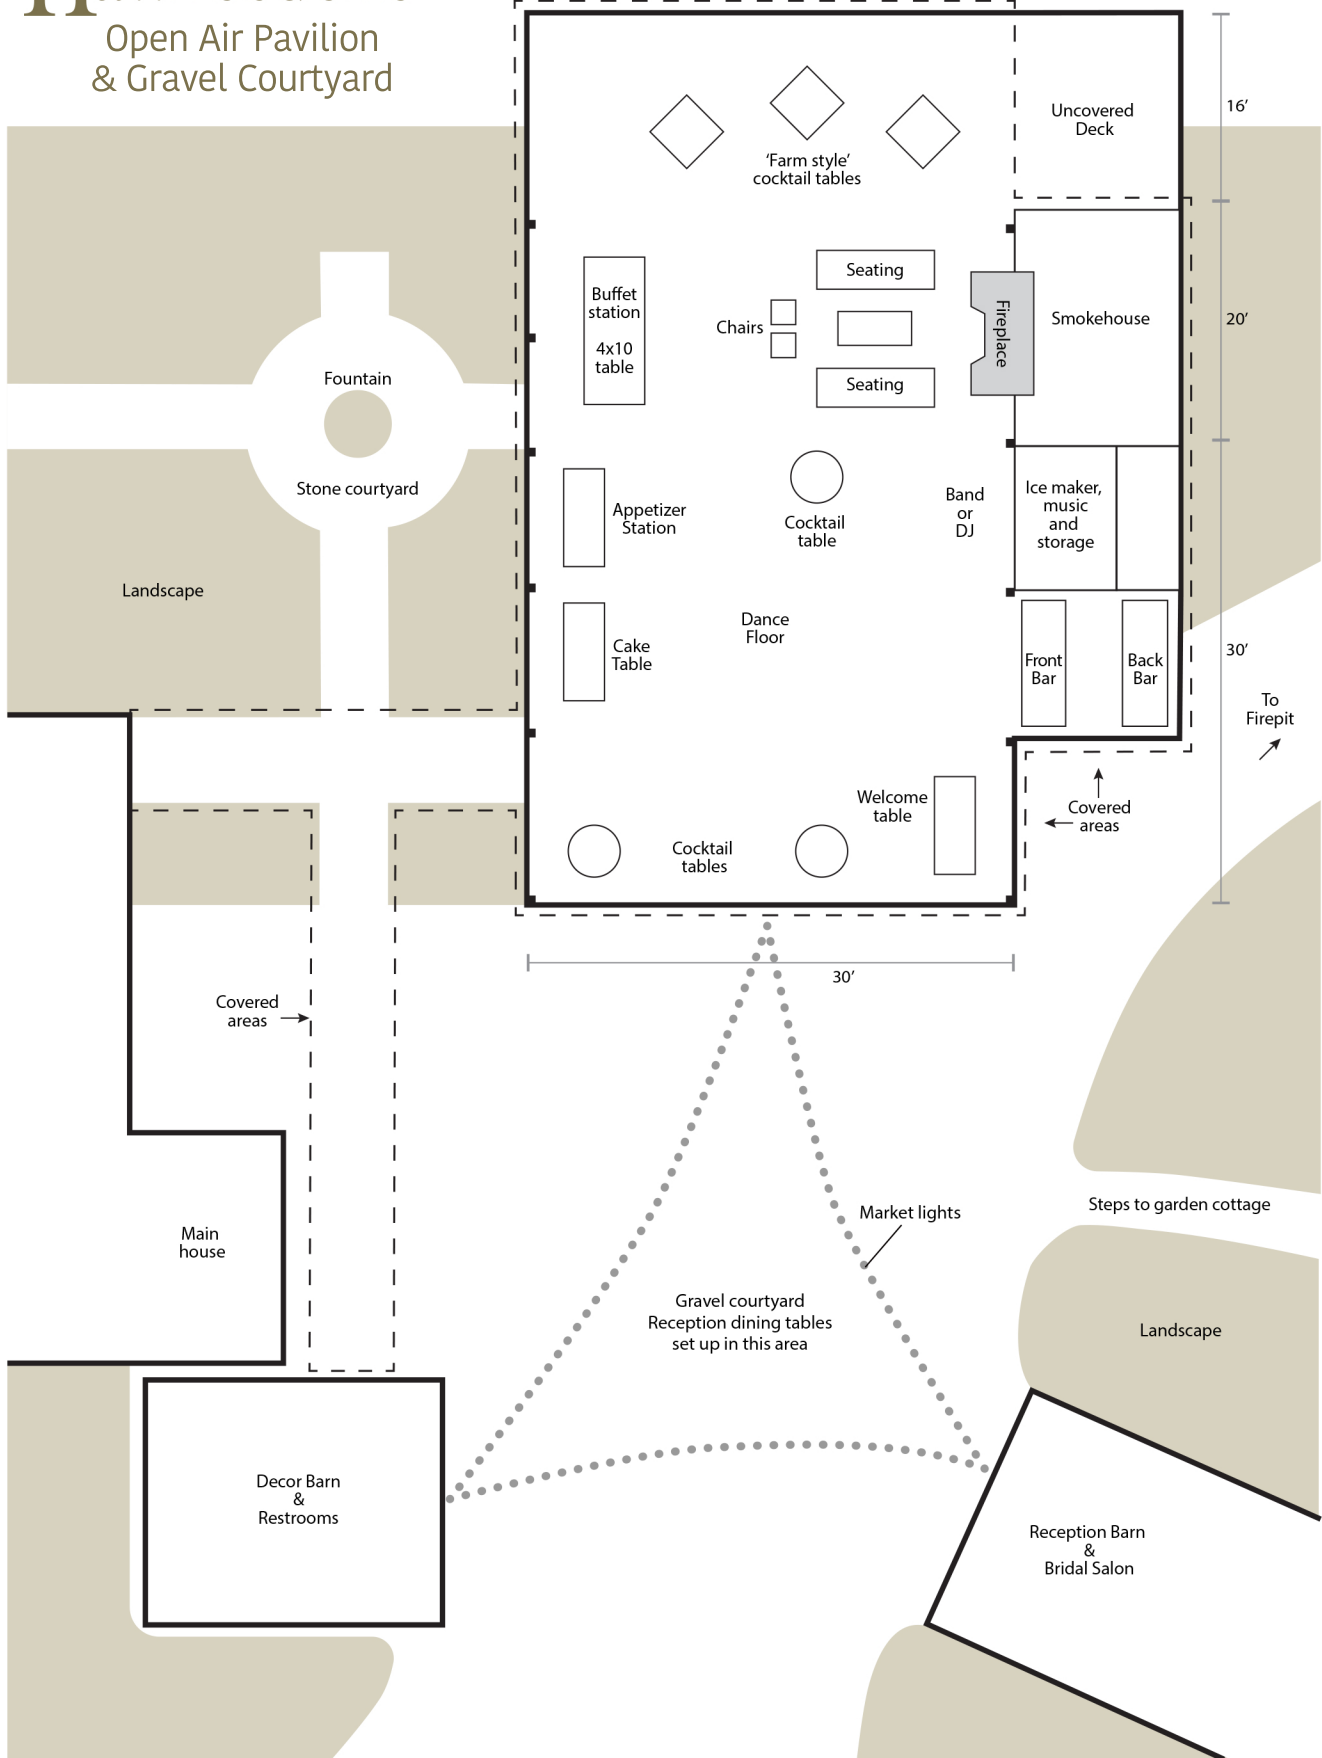 Open Air Pavilion
& Gravel Courtyard
Uncovered
Deck
16’
‘Farm style’
cocktail tables
Seating
Buffet
station
4x10
table
Chairs
Fireplace
Smokehouse
20’
Seating
Fountain
Stone courtyard
Appetizer
Station
Cocktail
table
Band
or
DJ
Ice maker,
music
and
storage
Landscape
Dance
Floor
Cake
Table
Front
Bar
Back
Bar
30’
To
Firepit
Welcome
table
Covered
areas
Cocktail
tables
30’
Covered
areas
Market lights
Steps to garden cottage
Main
house
Gravel courtyard
Reception dining tables
set up in this area
Landscape
Decor Barn
&
Restrooms
Reception Barn
&
Bridal Salon